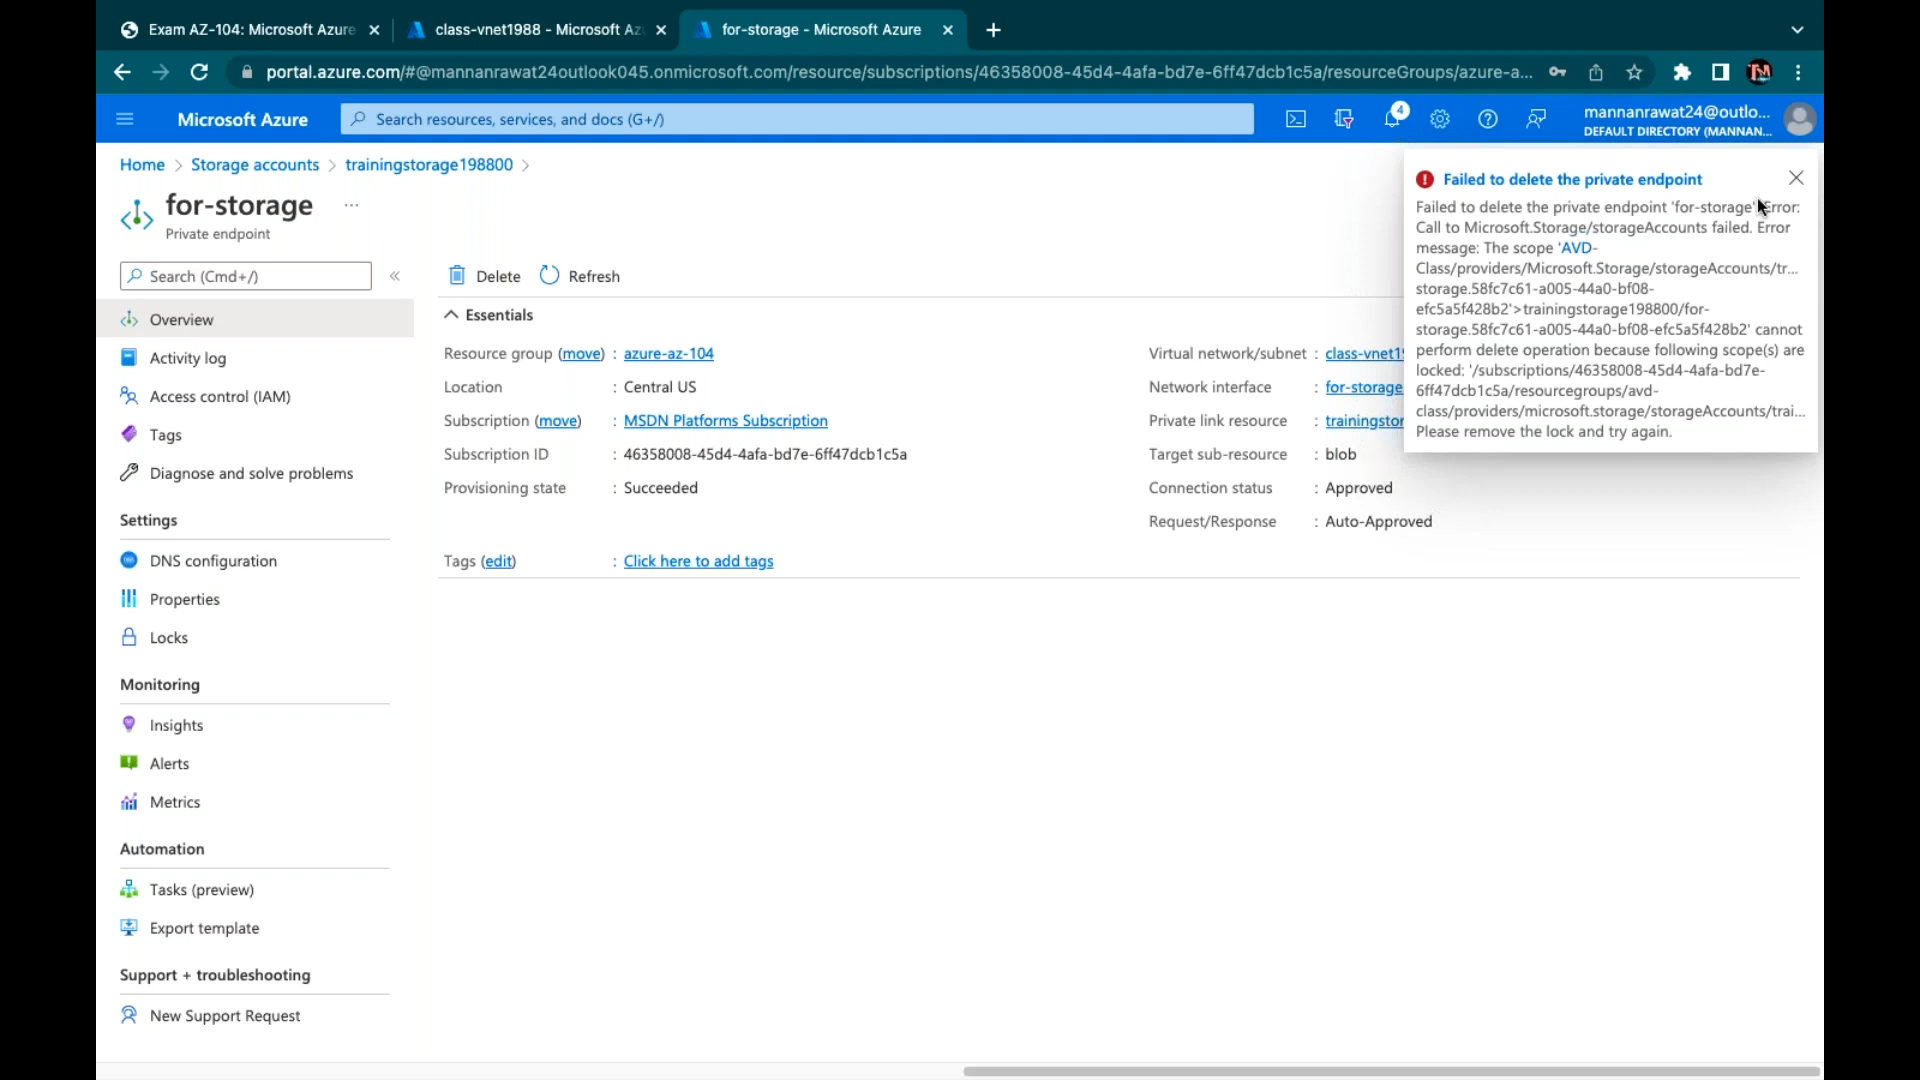 Exam AZ-104: Microsoft Azure
class-vnet1988 - Microsoft Az
for-storage - Microsoft Azure
portal.azure.com/#@mannanrawat24outlook045.onmicrosoft.com/resource/subscriptions/46358008-45d4-4afa-bd7e-6ff47dcb1c5a/resourceGroups/azure-a...
Microsoft Azure
Search resources, services, and docs (G+/)
4
mannanrawat24@outlo...
DEFAULT DIRECTORY (MANNAN...
Home > Storage accounts > trainingstorage198800 >
for-storage ...
Private endpoint
Search (Cmd+/)
«
Overview
Activity log
Access control (IAM)
Tags
Diagnose and solve problems
Settings
DNS configuration
Properties
Locks
Monitoring
Insights
Alerts
Metrics
Automation
Tasks (preview)
Export template
Support + troubleshooting
New Support Request
Delete
Refresh
Essentials
Resource group (move) : azure-az-104
Location : Central US
Subscription (move) : MSDN Platforms Subscription
Subscription ID : 46358008-45d4-4afa-bd7e-6ff47dcb1c5a
Provisioning state : Succeeded
Tags (edit) : Click here to add tags
Virtual network/subnet : class-vnet19
Network interface : for-storage
Private link resource : trainingstor
Target sub-resource : blob
Connection status : Approved
Request/Response : Auto-Approved
Failed to delete the private endpoint
Failed to delete the private endpoint 'for-storage' Error:
Call to Microsoft.Storage/storageAccounts failed. Error
message: The scope 'AVD-
Class/providers/Microsoft.Storage/storageAccounts/tr...
storage.58fc7c61-a005-44a0-bf08-
efc5a5f428b2'>trainingstorage198800/for-
storage.58fc7c61-a005-44a0-bf08-efc5a5f428b2' cannot
perform delete operation because following scope(s) are
locked: '/subscriptions/46358008-45d4-4afa-bd7e-
6ff47dcb1c5a/resourcegroups/avd-
class/providers/microsoft.storage/storageAccounts/trai...
Please remove the lock and try again.